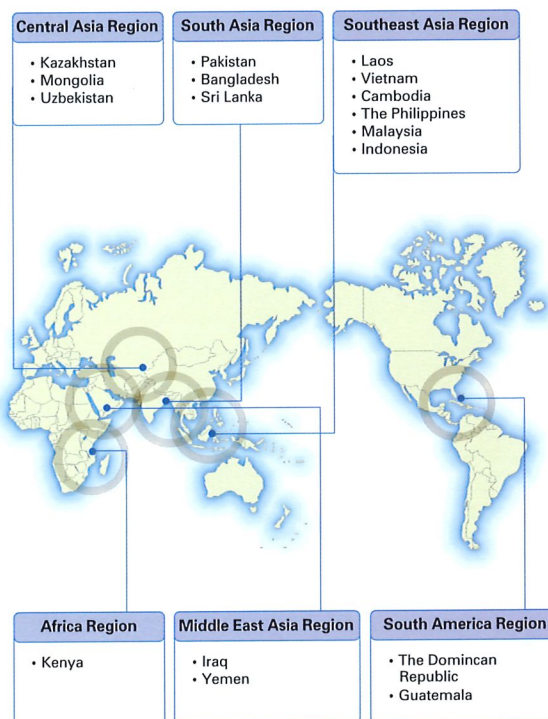 Central Asia Region
• Kazakhstan
• Mongolia
• Uzbekistan
South Asia Region
• Pakistan
• Bangladesh
• Sri Lanka
Southeast Asia Region
• Laos
• Vietnam
• Cambodia
• The Philippines
• Malaysia
• Indonesia
Africa Region
• Kenya
Middle East Asia Region
• Iraq
• Yemen
South America Region
• The Domincan
Republic
• Guatemala